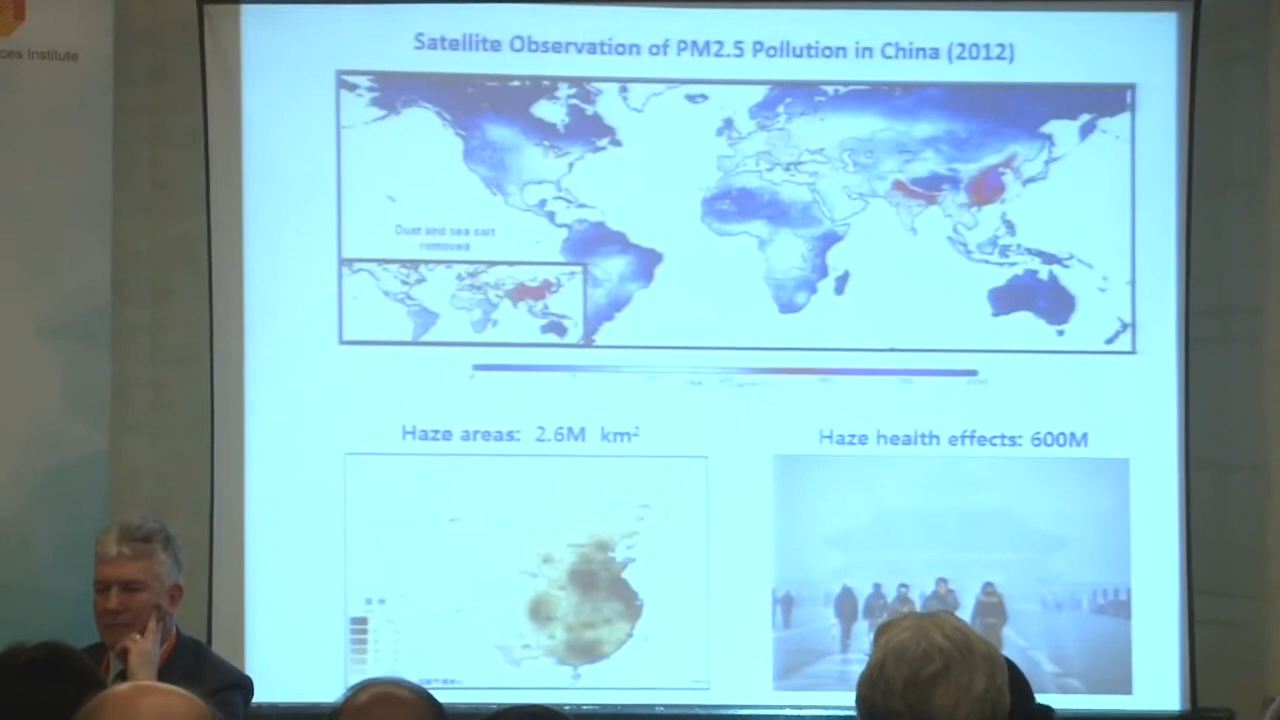 ces Institute
Satellite Observation of PM2.5 Pollution in China (2012)
Dust and sea salt
removed
200
Haze areas: 2.6M km²
Haze health effects: 600M